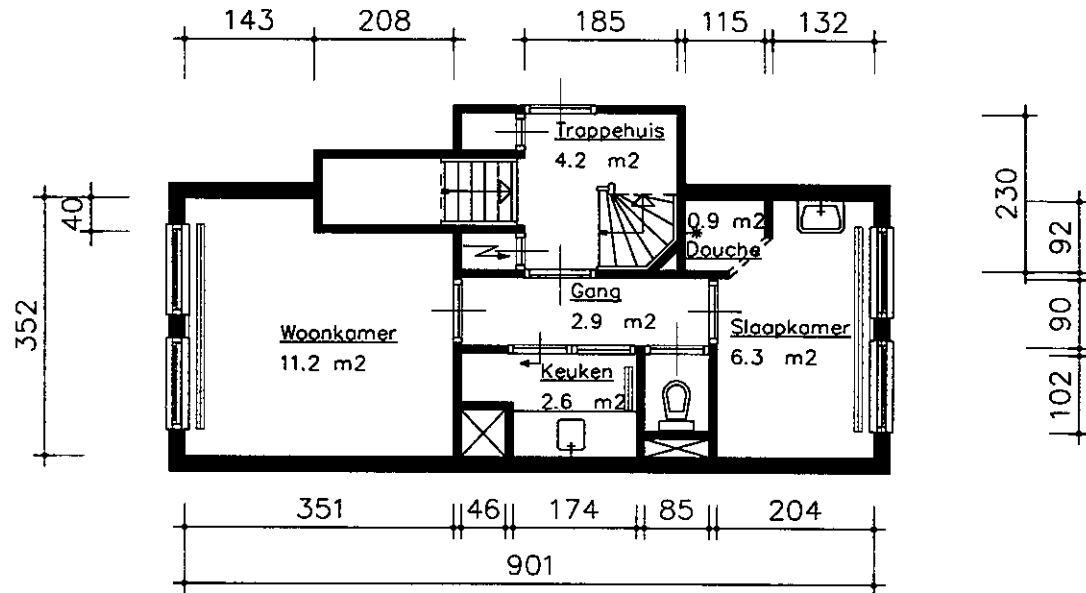 143 208 185 115 132
Trappehuis
4.2 m2
230
40
0.9 m2
92
Douche
Gang
2.9 m2
90
352
Woonkamer
11.2 m2
Slaapkamer
6.3 m2
Keuken
2.6 m2
102
351 46 174 85 204
901